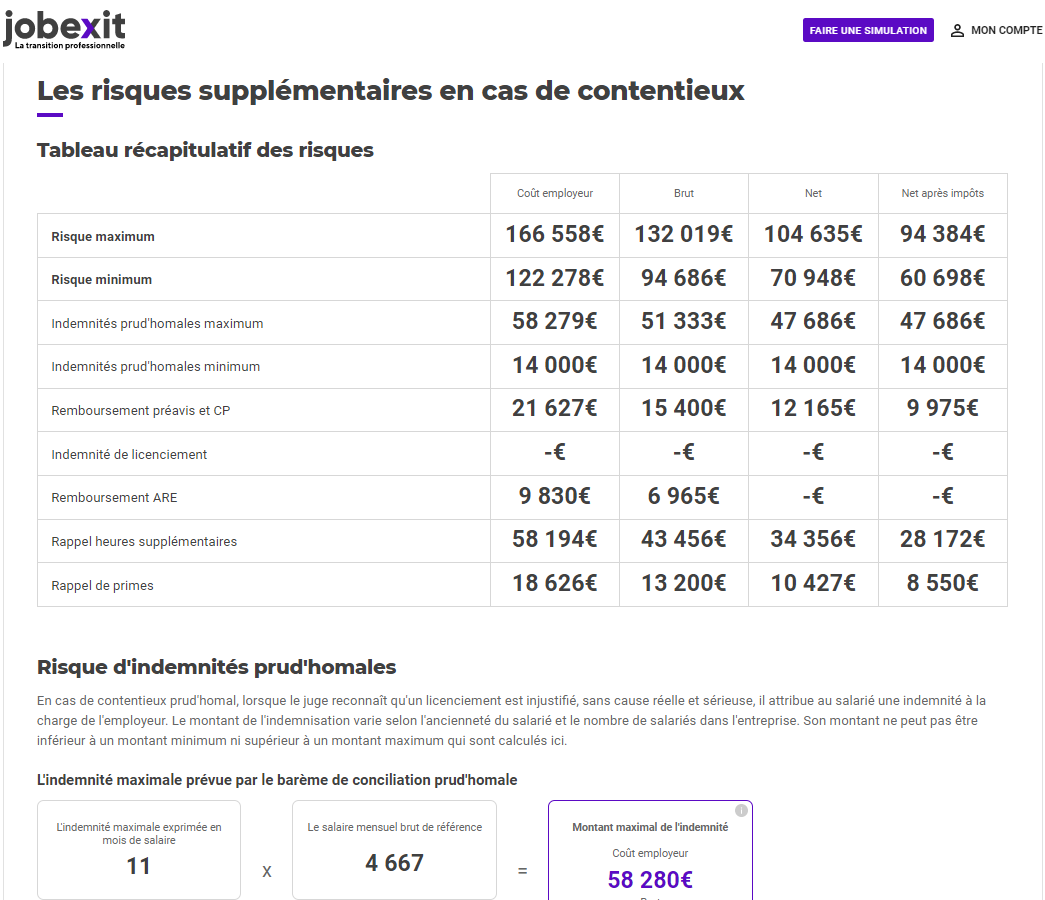 jobexit
La transition professionnelle
FAIRE UNE SIMULATION
MON COMPTE
Les risques supplémentaires en cas de contentieux
Tableau récapitulatif des risques
Coût employeur Brut Net Net après impôts
Risque maximum 166 558€ 132 019€ 104 635€ 94 384€
Risque minimum 122 278€ 94 686€ 70 948€ 60 698€
Indemnités prud'homales maximum 58 279€ 51 333€ 47 686€ 47 686€
Indemnités prud'homales minimum 14 000€ 14 000€ 14 000€ 14 000€
Remboursement préavis et CP 21 627€ 15 400€ 12 165€ 9 975€
Indemnité de licenciement -€ -€ -€ -€
Remboursement ARE 9 830€ 6 965€ -€ -€
Rappel heures supplémentaires 58 194€ 43 456€ 34 356€ 28 172€
Rappel de primes 18 626€ 13 200€ 10 427€ 8 550€
Risque d'indemnités prud'homales
En cas de contentieux prud'homal, lorsque le juge reconnaît qu'un licenciement est injustifié, sans cause réelle et sérieuse, il attribue au salarié une indemnité à la
charge de l'employeur. Le montant de l'indemnisation varie selon l'ancienneté du salarié et le nombre de salariés dans l'entreprise. Son montant ne peut pas être
inférieur à un montant minimum ni supérieur à un montant maximum qui sont calculés ici.
L'indemnité maximale prévue par le barème de conciliation prud'homale
L'indemnité maximale exprimée en
mois de salaire
11
x
Le salaire mensuel brut de référence
4 667
=
i
Montant maximal de l'indemnité
Coût employeur
58 280€